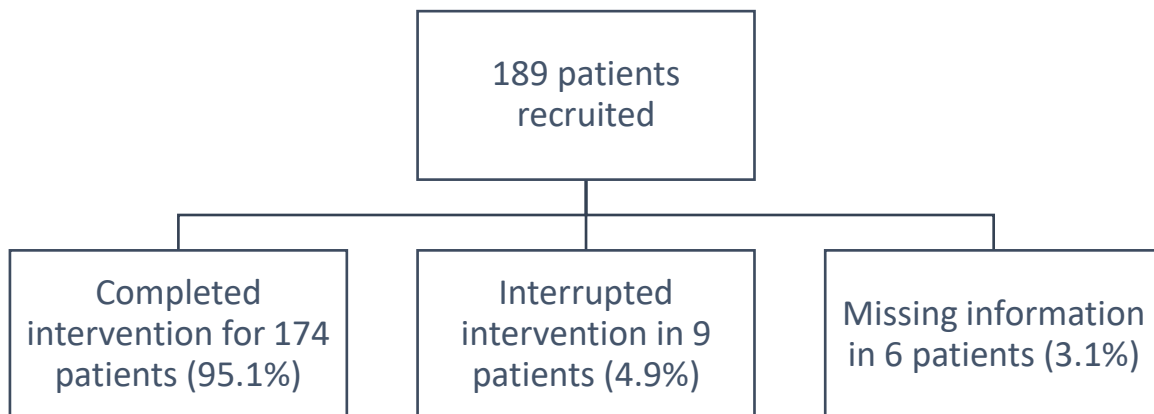 189 patients
recruited
Completed
intervention for 174
patients (95.1%)
Interrupted
intervention in 9
patients (4.9%)
Missing information
in 6 patients (3.1%)